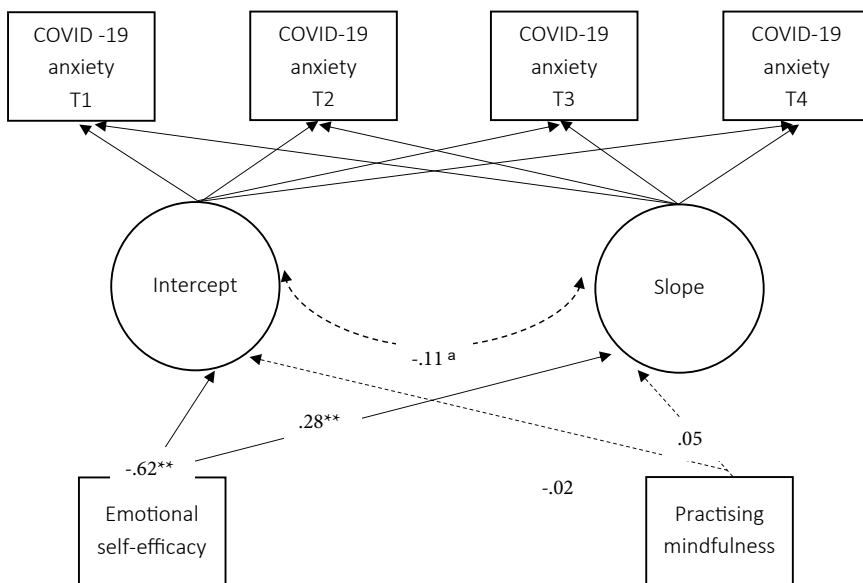 COVID -19
anxiety
T1
COVID-19
anxiety
T2
COVID-19
anxiety
T3
COVID-19
anxiety
T4
Intercept
Slope
-.11 a
.28**
.05
-.62**
-.02
Emotional
self-efficacy
Practising
mindfulness